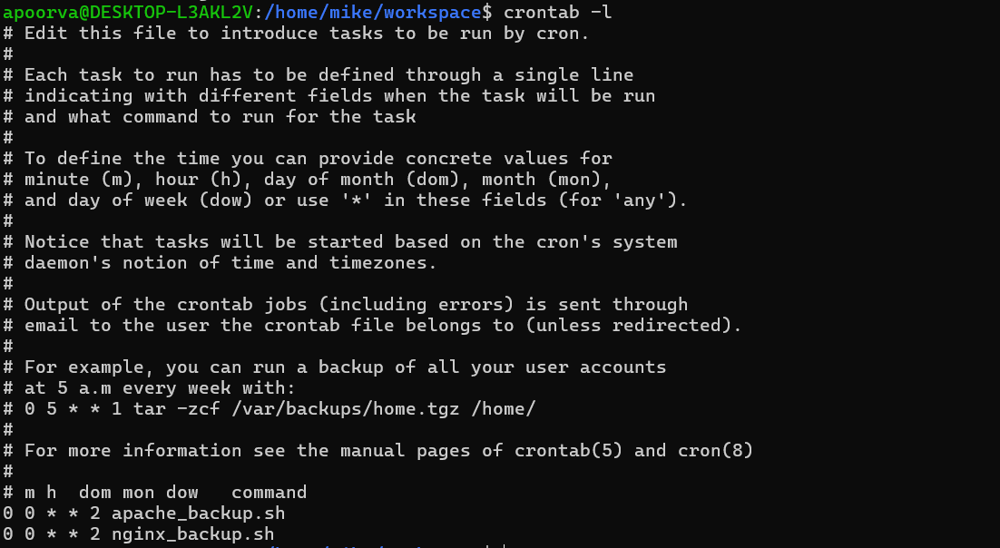 apoorva@DESKTOP-L3AKL2V:/home/mike/workspace$ crontab -l
# Edit this file to introduce tasks to be run by cron.
#
# Each task to run has to be defined through a single line
# indicating with different fields when the task will be run
# and what command to run for the task
#
# To define the time you can provide concrete values for
# minute (m), hour (h), day of month (dom), month (mon),
# and day of week (dow) or use '*' in these fields (for 'any').
#
# Notice that tasks will be started based on the cron's system
# daemon's notion of time and timezones.
#
# Output of the crontab jobs (including errors) is sent through
# email to the user the crontab file belongs to (unless redirected).
#
# For example, you can run a backup of all your user accounts
# at 5 a.m every week with:
# 0 5 * * 1 tar -zcf /var/backups/home.tgz /home/
#
# For more information see the manual pages of crontab(5) and cron(8)
#
# m h  dom mon dow   command
0 0 * * 2 apache_backup.sh
0 0 * * 2 nginx_backup.sh